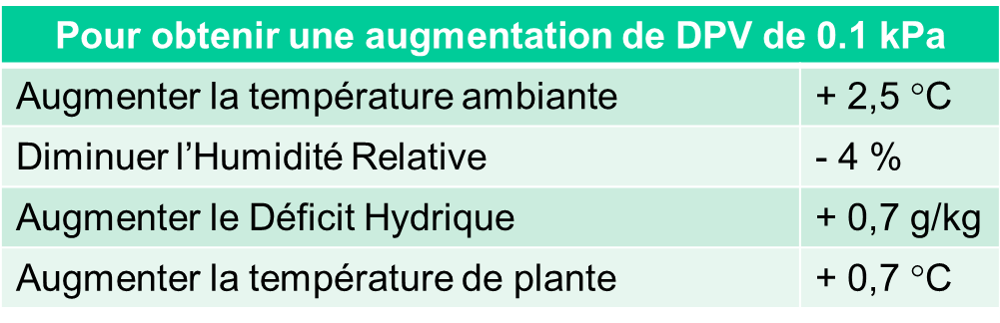 Pour obtenir une augmentation de DPV de 0.1 kPa
Augmenter la température ambiante + 2,5 °C
Diminuer l’Humidité Relative - 4 %
Augmenter le Déficit Hydrique + 0,7 g/kg
Augmenter la température de plante + 0,7 °C